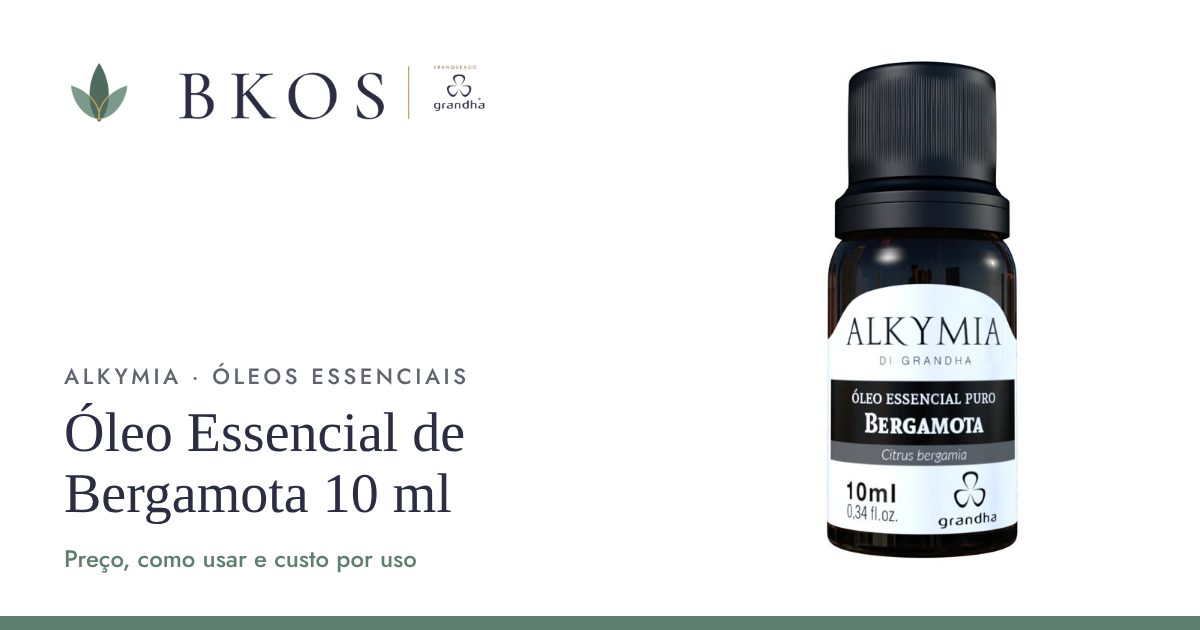 BKOS
FRANQUEADO
grandha
ALKYMIA · ÓLEOS ESSENCIAIS
Óleo Essencial de
Bergamota 10 ml
Preço, como usar e custo por uso
ALKYMIA
DI GRANDHA
ÓLEO ESSENCIAL PURO
BERGAMOTA
Citrus bergamia
10ml
0,34 fl.oz.
grandha